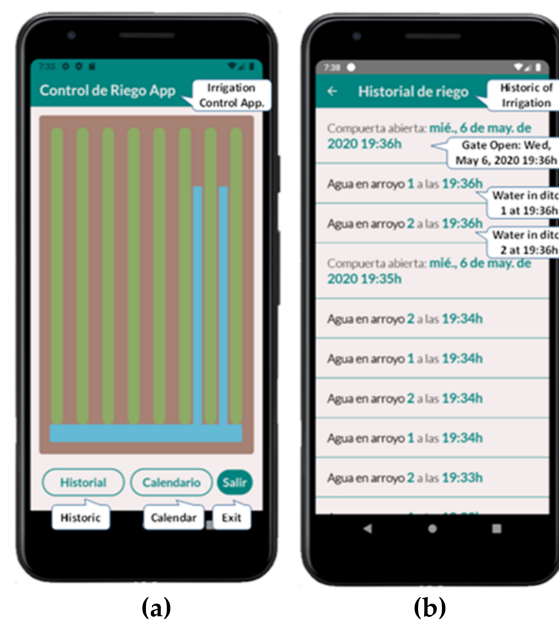 7:33
Control de Riego App
Irrigation
Control App.
Historial
Calendario
Salir
Historic
Calendar
Exit
(a)
7:38
Historial de riego
Historic of
Irrigation
Compuerta abierta: mié., 6 de may. de
2020 19:36h
Gate Open: Wed,
May 6, 2020 19:36h
Agua en arroyo 1 a las 19:36h
Water in ditc
1 at 19:36h
Agua en arroyo 2 a las 19:36h
Water in ditc
2 at 19:36h
Compuerta abierta: mié., 6 de may. de
2020 19:35h
Agua en arroyo 2 a las 19:34h
Agua en arroyo 1 a las 19:34h
Agua en arroyo 2 a las 19:34h
Agua en arroyo 1 a las 19:34h
Agua en arroyo 2 a las 19:33h
(b)